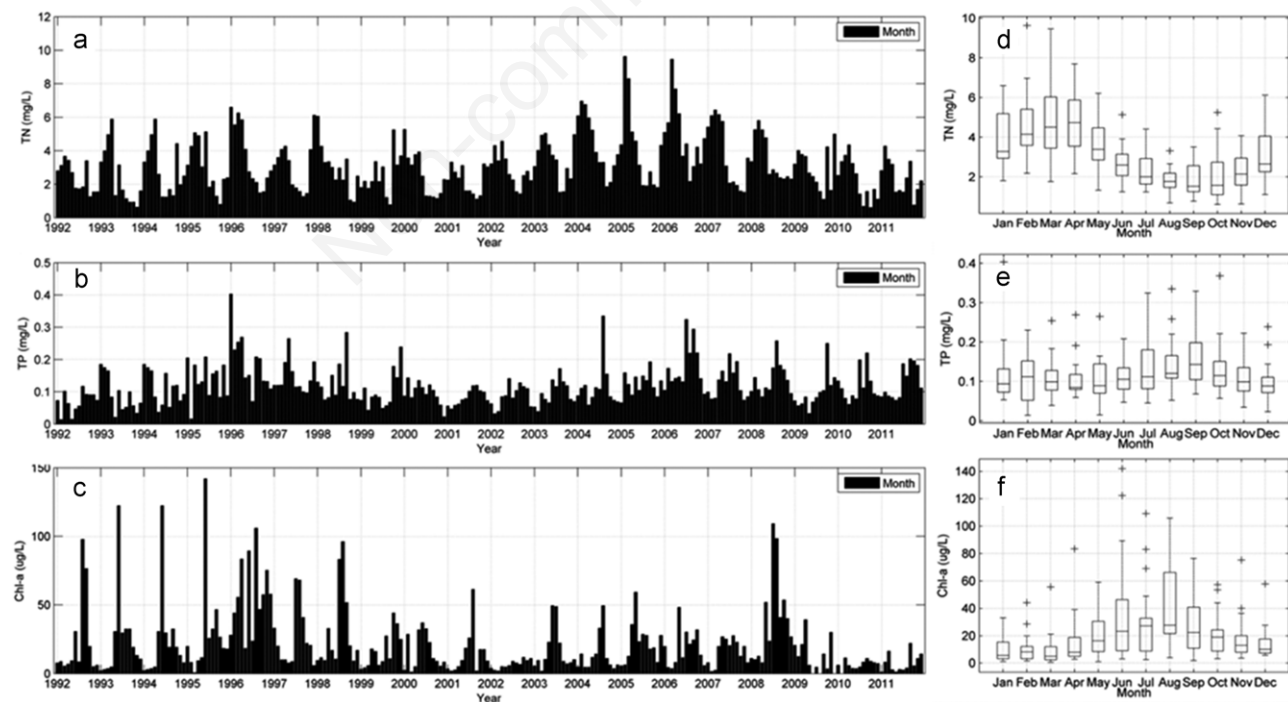 a
TN (mg/L)
12
10
8
6
4
2
0
Month
1992 1993 1994 1995 1996 1997 1998 1999 2000 2001 2002 2003 2004 2005 2006 2007 2008 2009 2010 2011
Year
d
TN (mg/L)
10
8
6
4
2
Jan Feb Mar Apr May Jun Jul Aug Sep Oct Nov Dec
Month
b
TP (mg/L)
0.5
0.4
0.3
0.2
0.1
0
Month
1992 1993 1994 1995 1996 1997 1998 1999 2000 2001 2002 2003 2004 2005 2006 2007 2008 2009 2010 2011
Year
e
TP (mg/L)
0.4
0.3
0.2
0.1
0
Jan Feb Mar Apr May Jun Jul Aug Sep Oct Nov Dec
Month
c
Chl-a (ug/L)
150
100
50
0
Month
1992 1993 1994 1995 1996 1997 1998 1999 2000 2001 2002 2003 2004 2005 2006 2007 2008 2009 2010 2011
Year
f
Chl-a (ug/L)
140
120
100
80
60
40
20
0
Jan Feb Mar Apr May Jun Jul Aug Sep Oct Nov Dec
Month